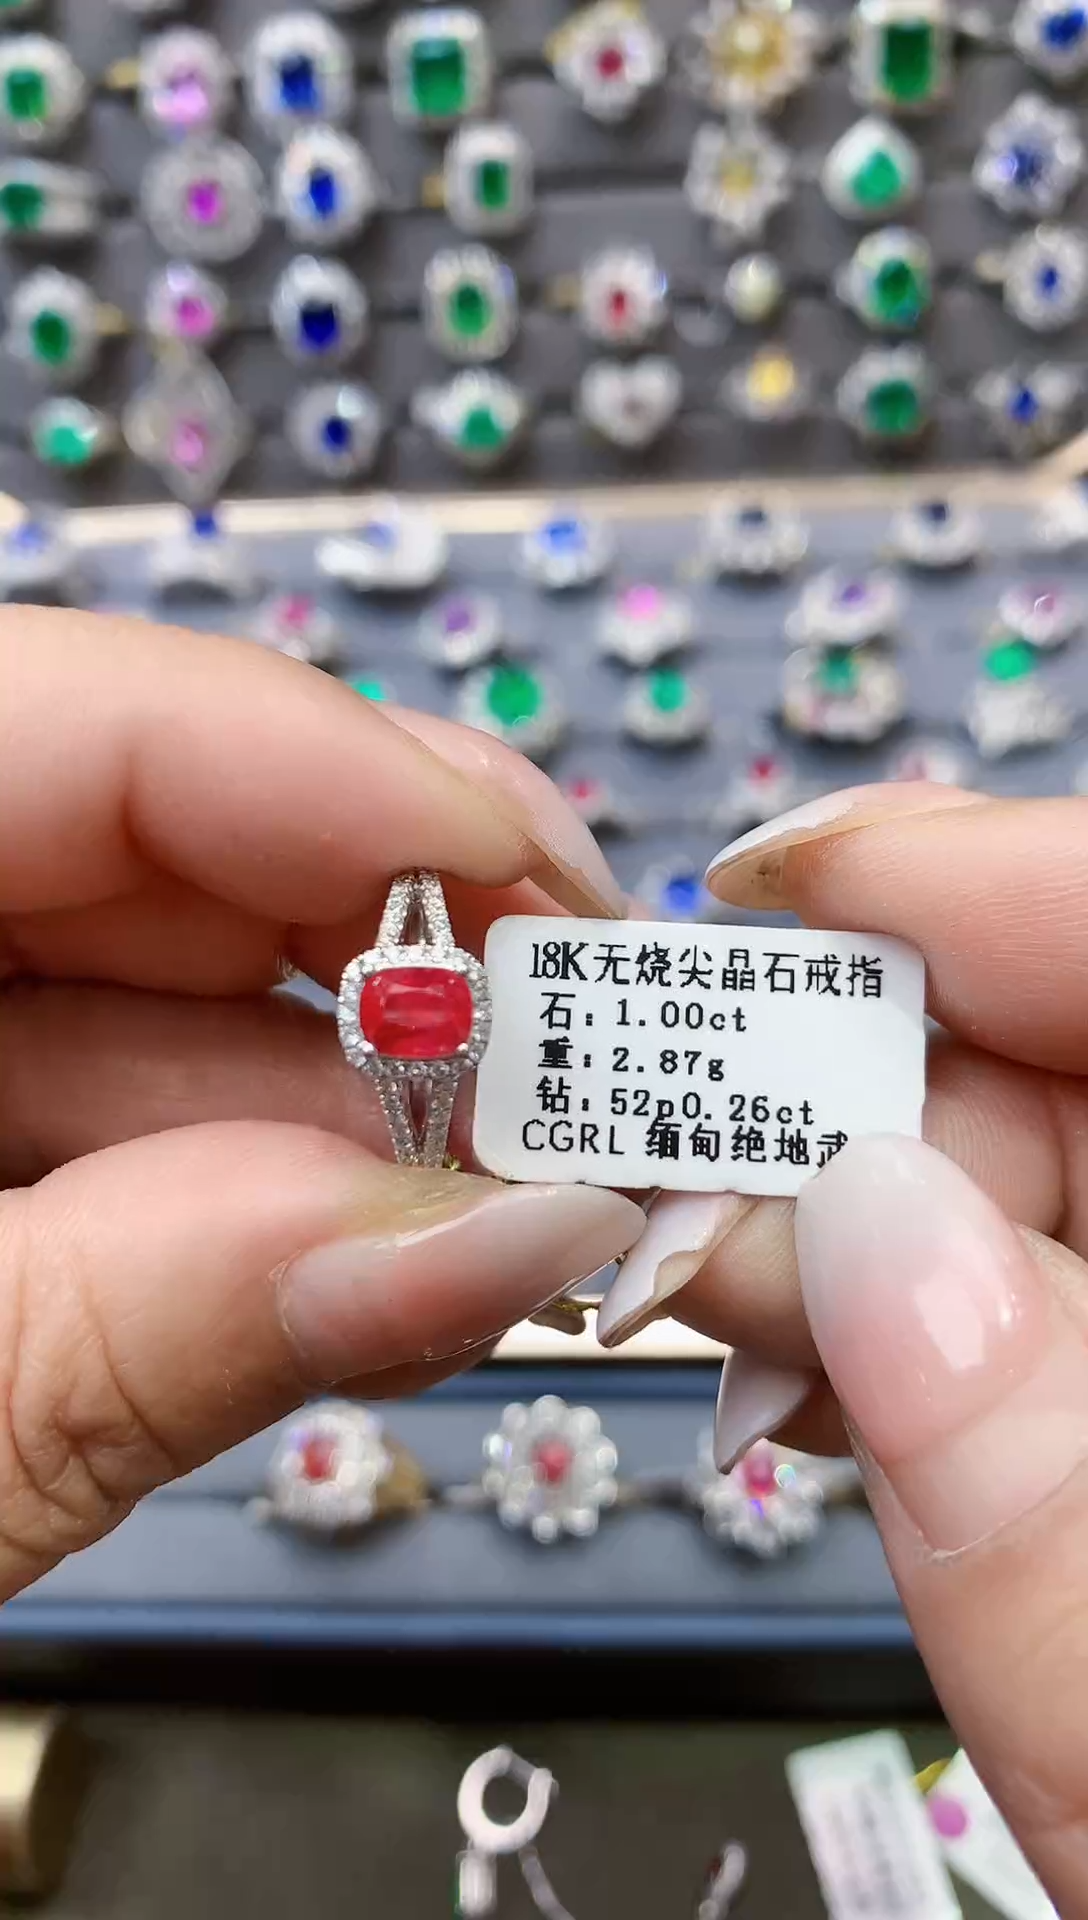 18K无烧尖晶石戒指
石：1.00ct
重：2.87g
钻：52p0.26ct
CGRL 缅甸绝地武